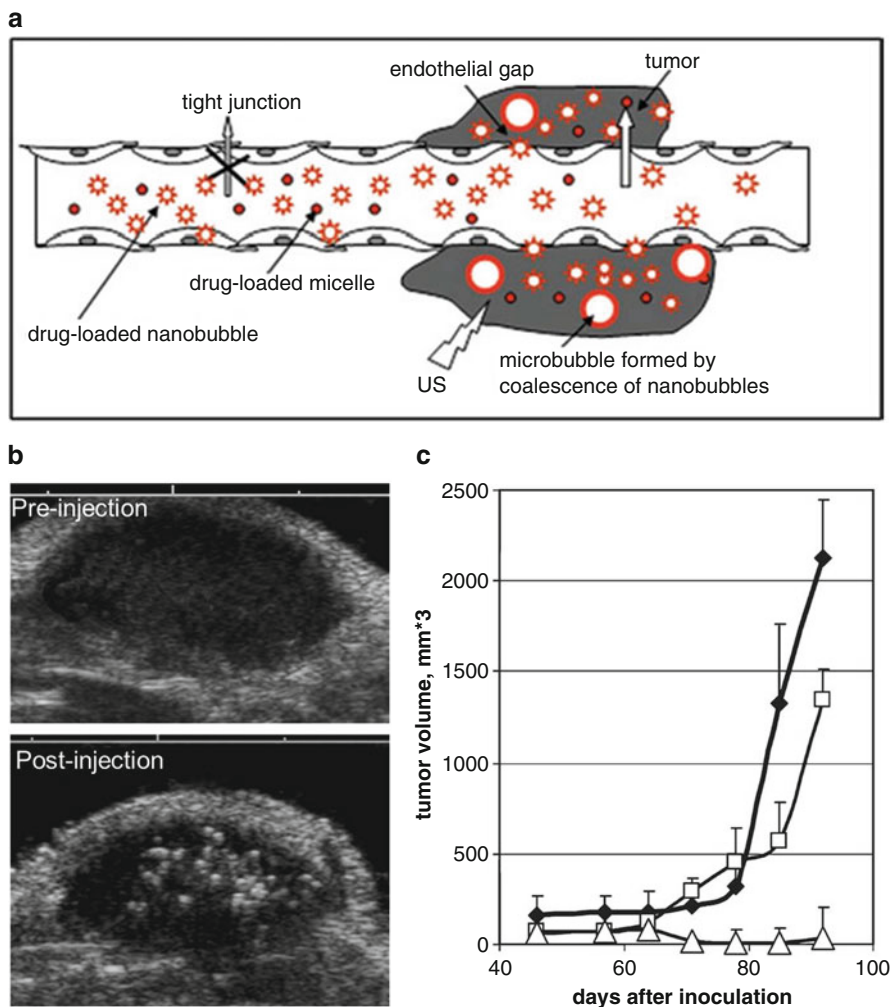 a
endothelial gap
tumor
tight junction
drug-loaded micelle
drug-loaded nanobubble
US
microbubble formed by
coalescence of nanobubbles
b
Pre-injection
Post-injection
c
tumor volume, mm*3
2500
2000
1500
1000
500
0
40
60
80
100
days after inoculation